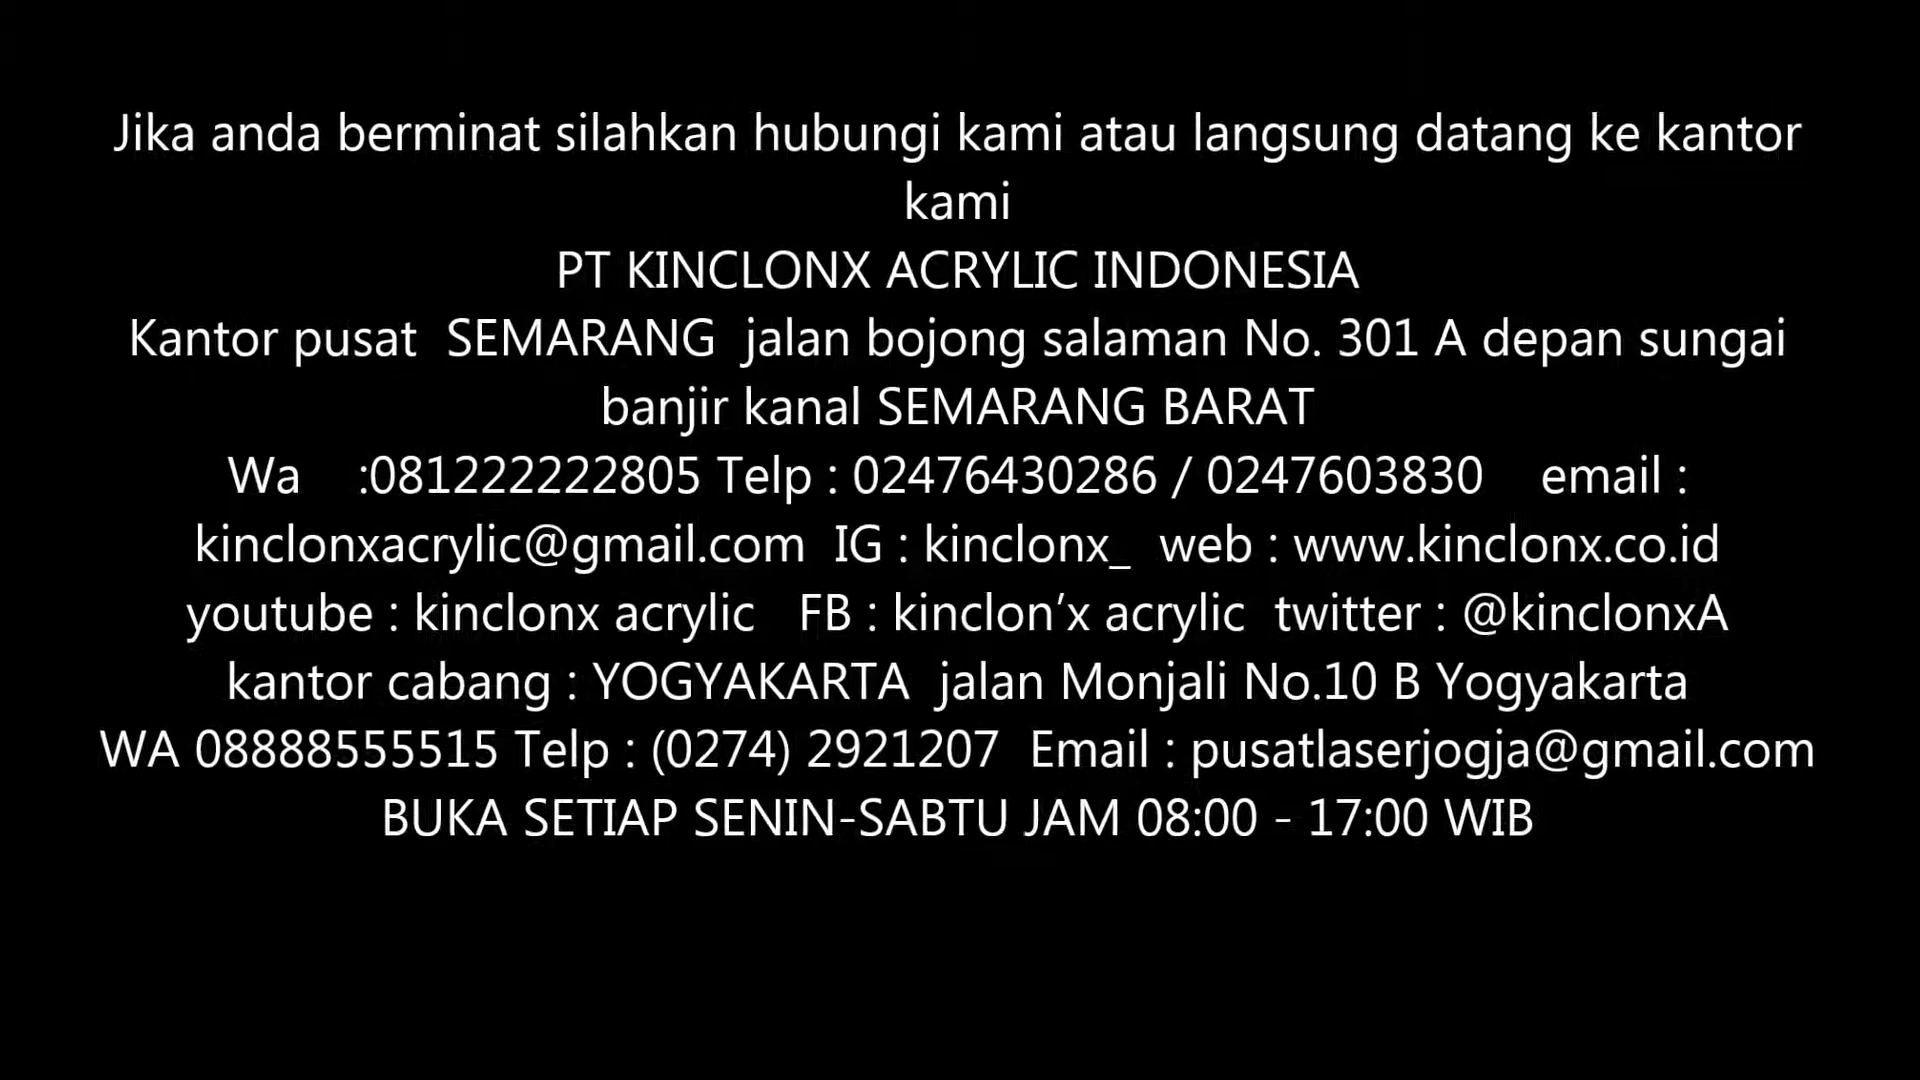 Jika anda berminat silahkan hubungi kami atau langsung datang ke kantor
kami
PT KINCLONX ACRYLIC INDONESIA
Kantor pusat  SEMARANG  jalan bojong salaman No. 301 A depan sungai
banjir kanal SEMARANG BARAT
Wa    :081222222805 Telp : 02476430286 / 0247603830    email :
kinclonxacrylic@gmail.com  IG : kinclonx_  web : www.kinclonx.co.id
youtube : kinclonx acrylic   FB : kinclon’x acrylic  twitter : @kinclonxA
kantor cabang : YOGYAKARTA  jalan Monjali No.10 B Yogyakarta
WA 08888555515 Telp : (0274) 2921207  Email : pusatlaserjogja@gmail.com
BUKA SETIAP SENIN-SABTU JAM 08:00 - 17:00 WIB